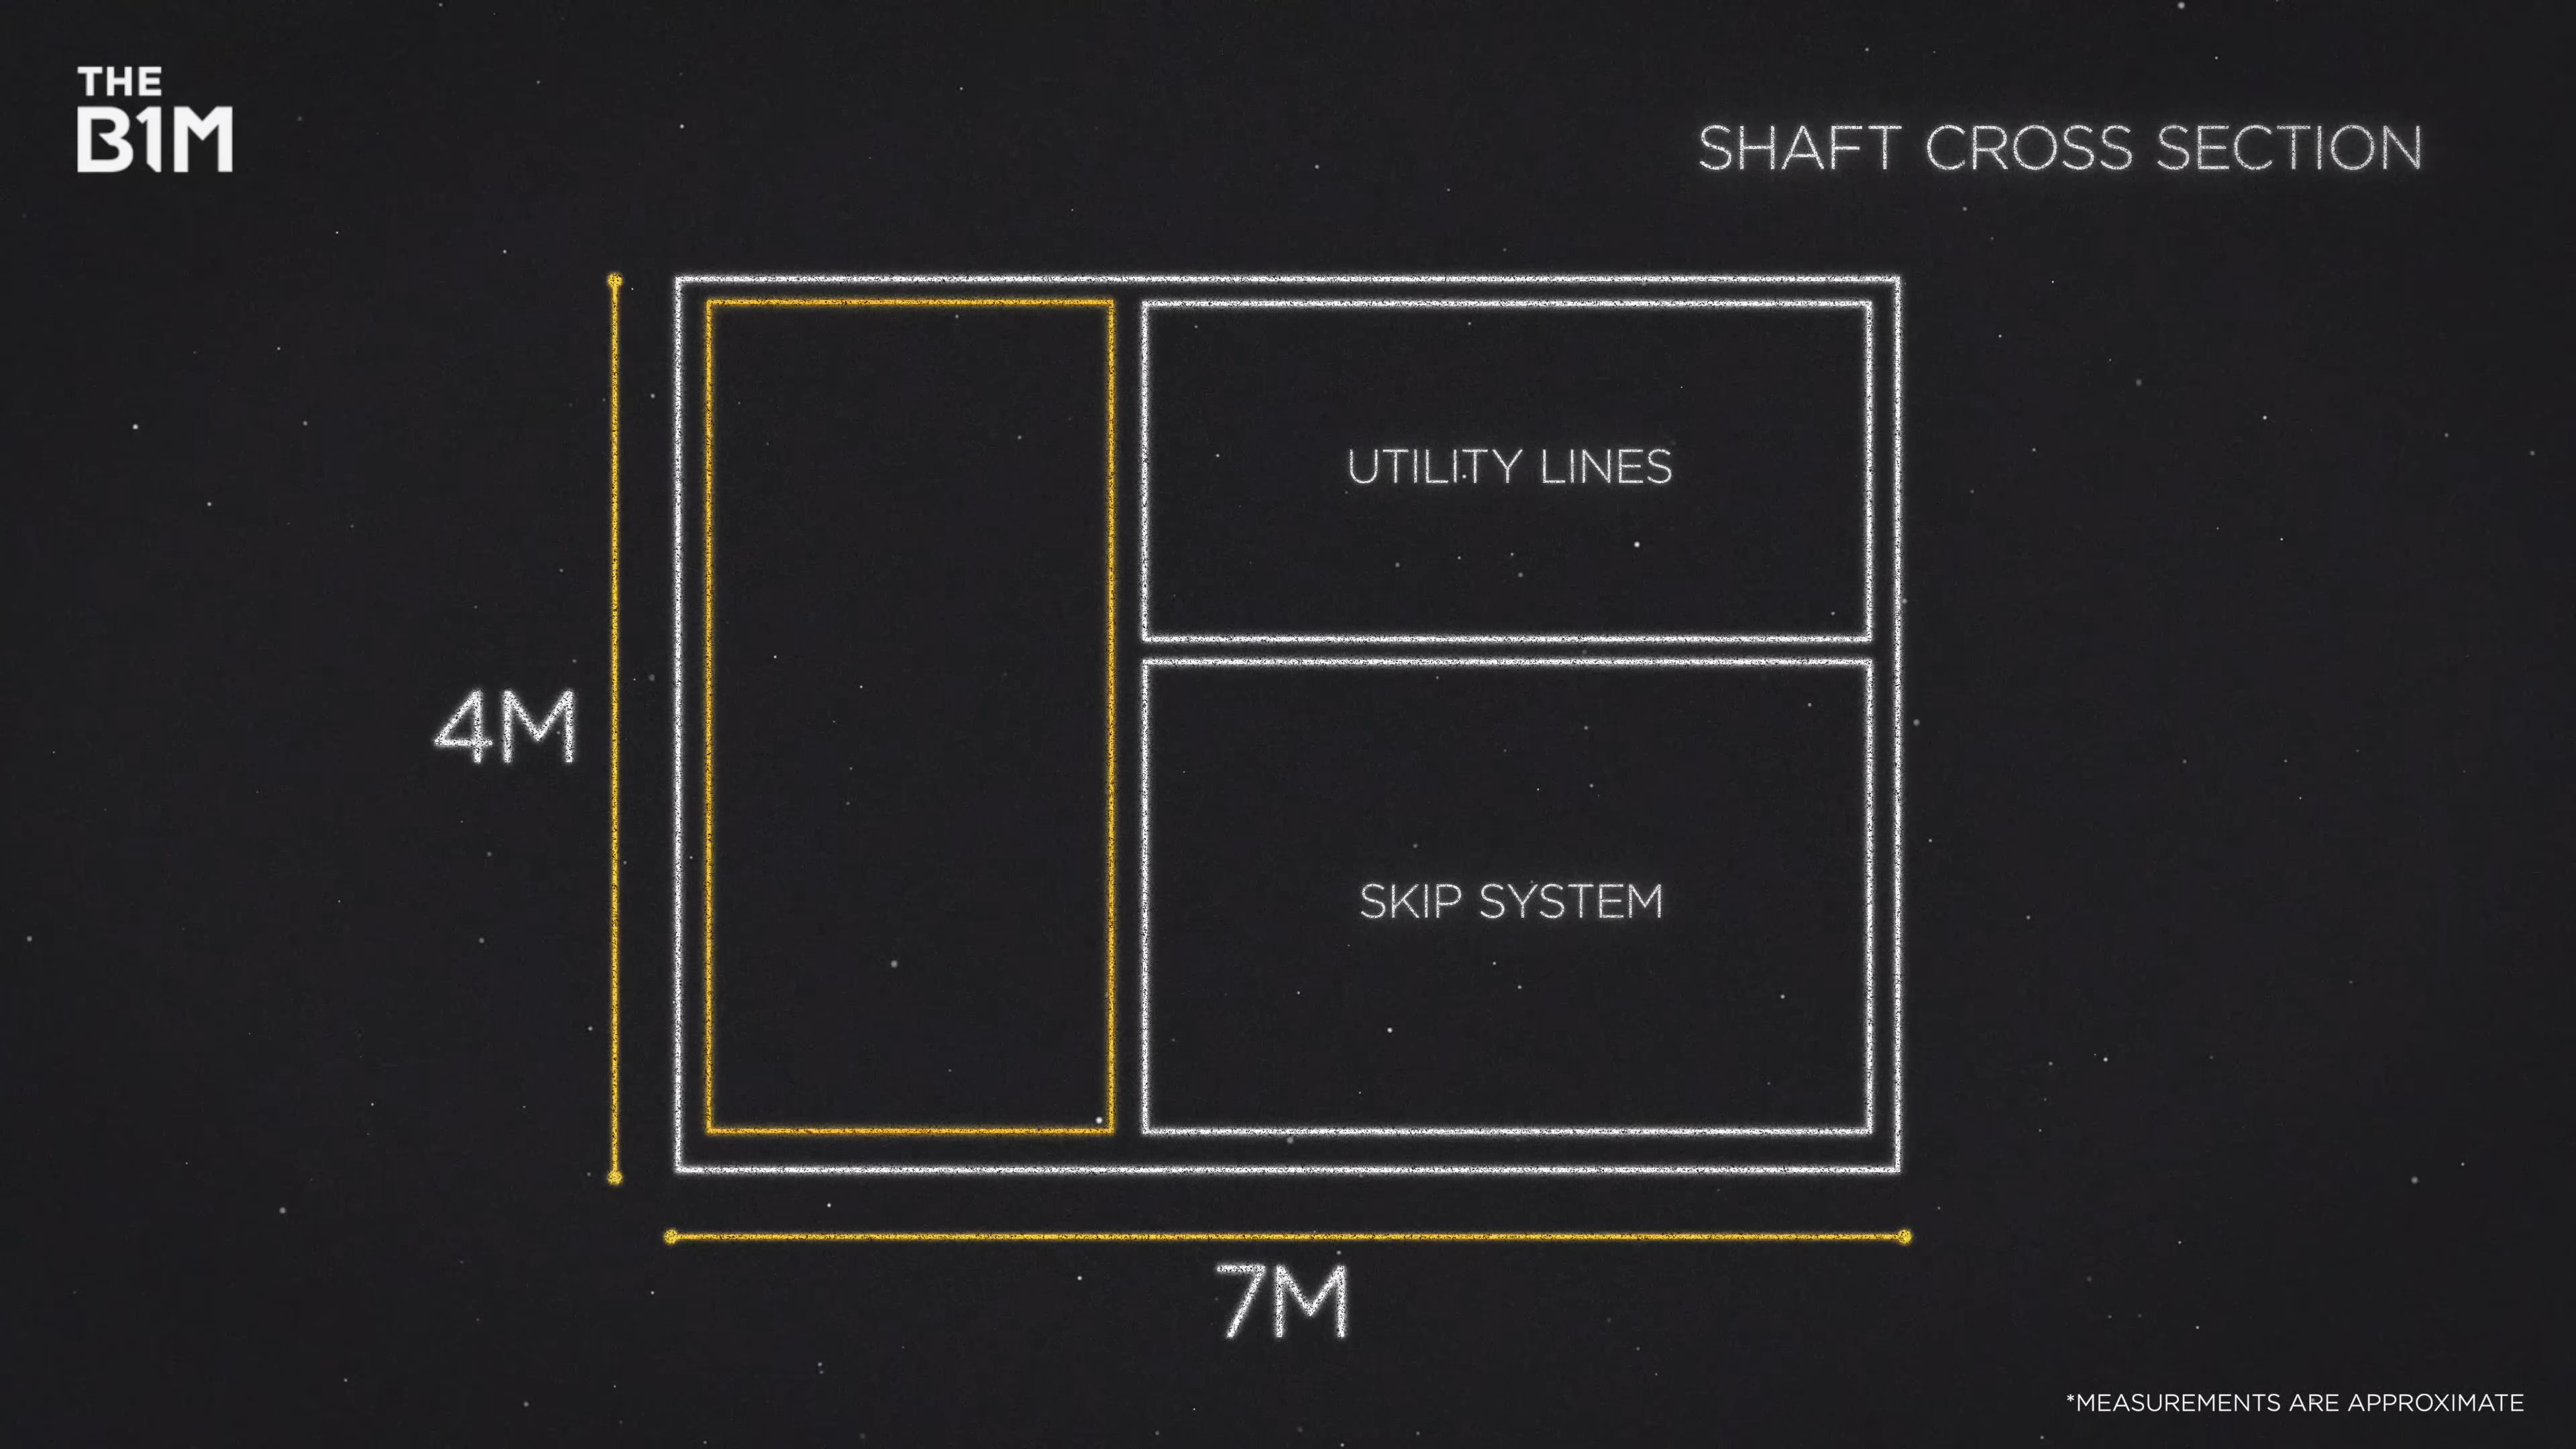 THE
B1M
SHAFT CROSS SECTION
UTILITY LINES
4M
SKIP SYSTEM
7M
*MEASUREMENTS ARE APPROXIMATE